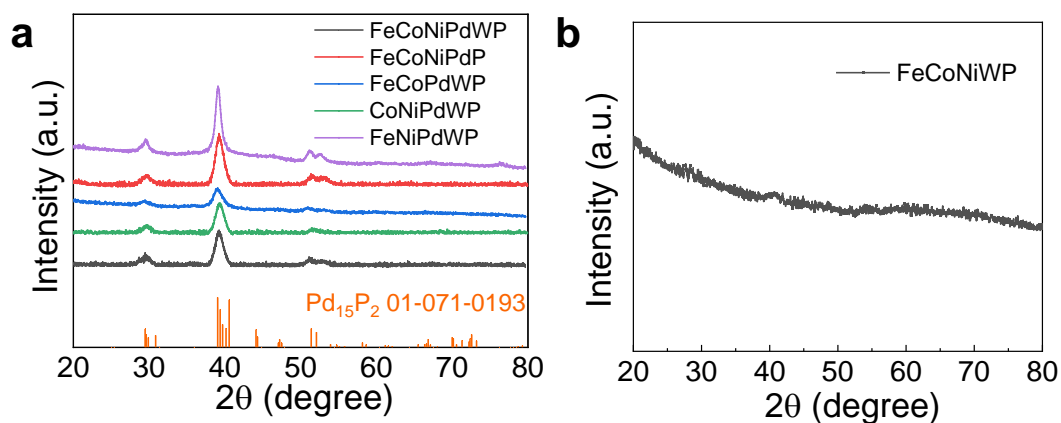 a
FeCoNiPdWP
FeCoNiPdP
FeCoPdWP
CoNiPdWP
FeNiPdWP
Intensity (a.u.)
Pd₁₅P₂ 01-071-0193
20 30 40 50 60 70 80
2θ (degree)
b
FeCoNiWP
Intensity (a.u.)
20 30 40 50 60 70 80
2θ (degree)